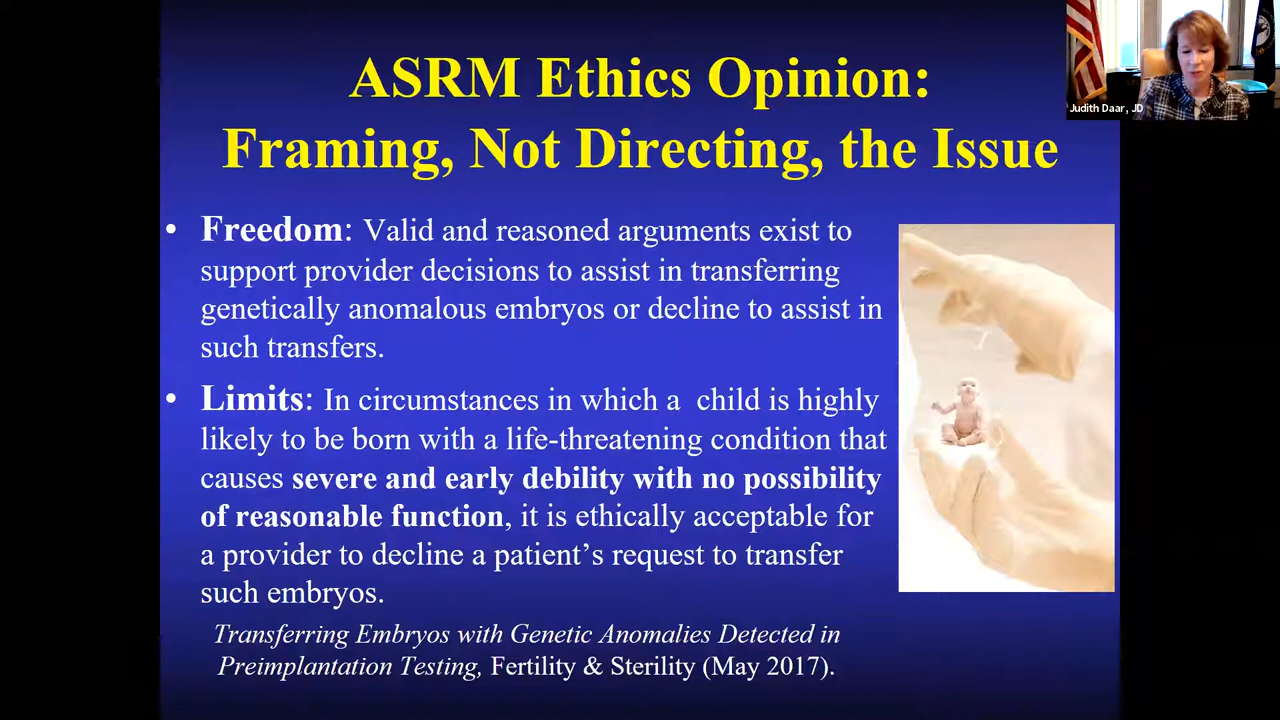 ASRM Ethics Opinion:
Framing, Not Directing, the Issue
Judith Daar, JD
• Freedom: Valid and reasoned arguments exist to
support provider decisions to assist in transferring
genetically anomalous embryos or decline to assist in
such transfers.
• Limits: In circumstances in which a child is highly
likely to be born with a life-threatening condition that
causes severe and early debility with no possibility
of reasonable function, it is ethically acceptable for
a provider to decline a patient’s request to transfer
such embryos.
Transferring Embryos with Genetic Anomalies Detected in
Preimplantation Testing, Fertility & Sterility (May 2017).